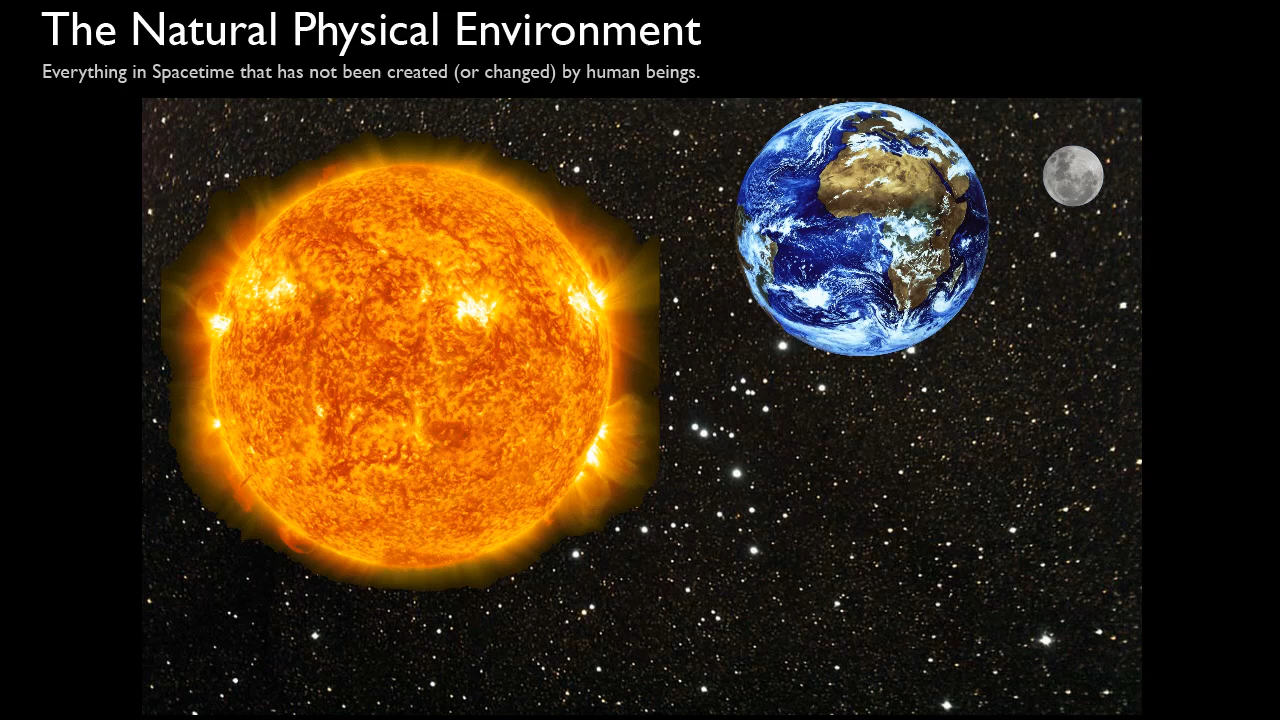 The Natural Physical Environment
Everything in Spacetime that has not been created (or changed) by human beings.